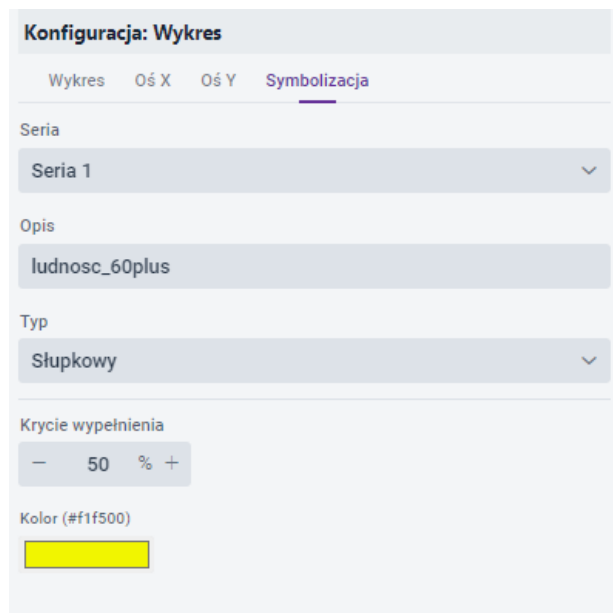 Konfiguracja: Wykres
Wykres Oś X Oś Y Symbolizacja
Seria
Seria 1
Opis
ludnosc_60plus
Typ
Słupkowy
Krycie wypełnienia
− 50 % +
Kolor (#f1f500)